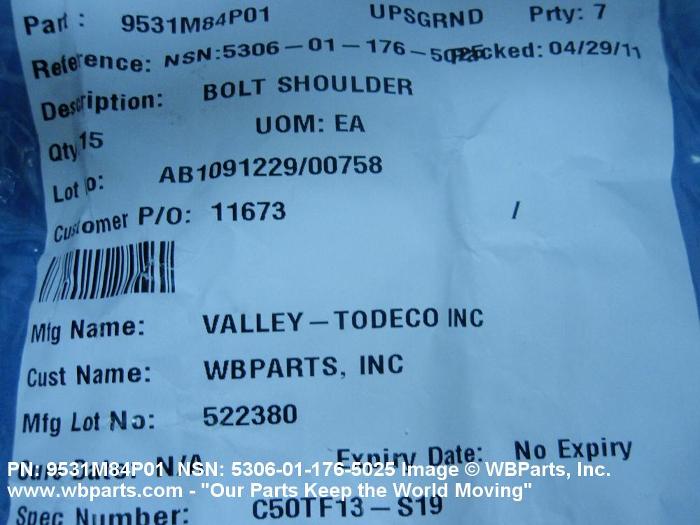 Part : 9531M84P01 UPSGRND Prty: 7
Reference: NSN:5306-01-176-5025 Packed: 04/29/11
Description: BOLT SHOULDER
Qty 15 UOM: EA
Lot o: AB1091229/00758
Customer P/O: 11673 /
Mfg Name: VALLEY-TODECO INC
Cust Name: WBPARTS, INC
Mfg Lot No: 522380
Cure Date: N/A Expiry Date: No Expiry
PN: 9531M84P01 NSN: 5306-01-176-5025 Image © WBParts, Inc.
www.wbparts.com - "Our Parts Keep the World Moving"
Spec Number: C50TF13-S19